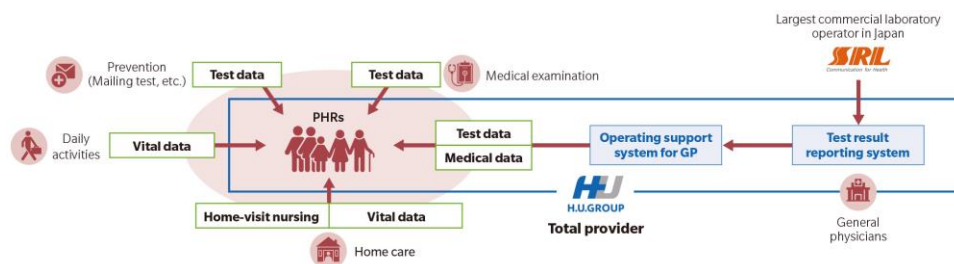 Largest commercial laboratory
operator in Japan
SRL
Communication for Health
Prevention
(Mailing test, etc.)
Test data
Test data
Medical examination
PHRs
Daily
activities
Vital data
Test data
Medical data
Operating support
system for GP
Test result
reporting system
HU
H.U.GROUP
Total provider
Home-visit nursing
Vital data
Home care
General
physicians